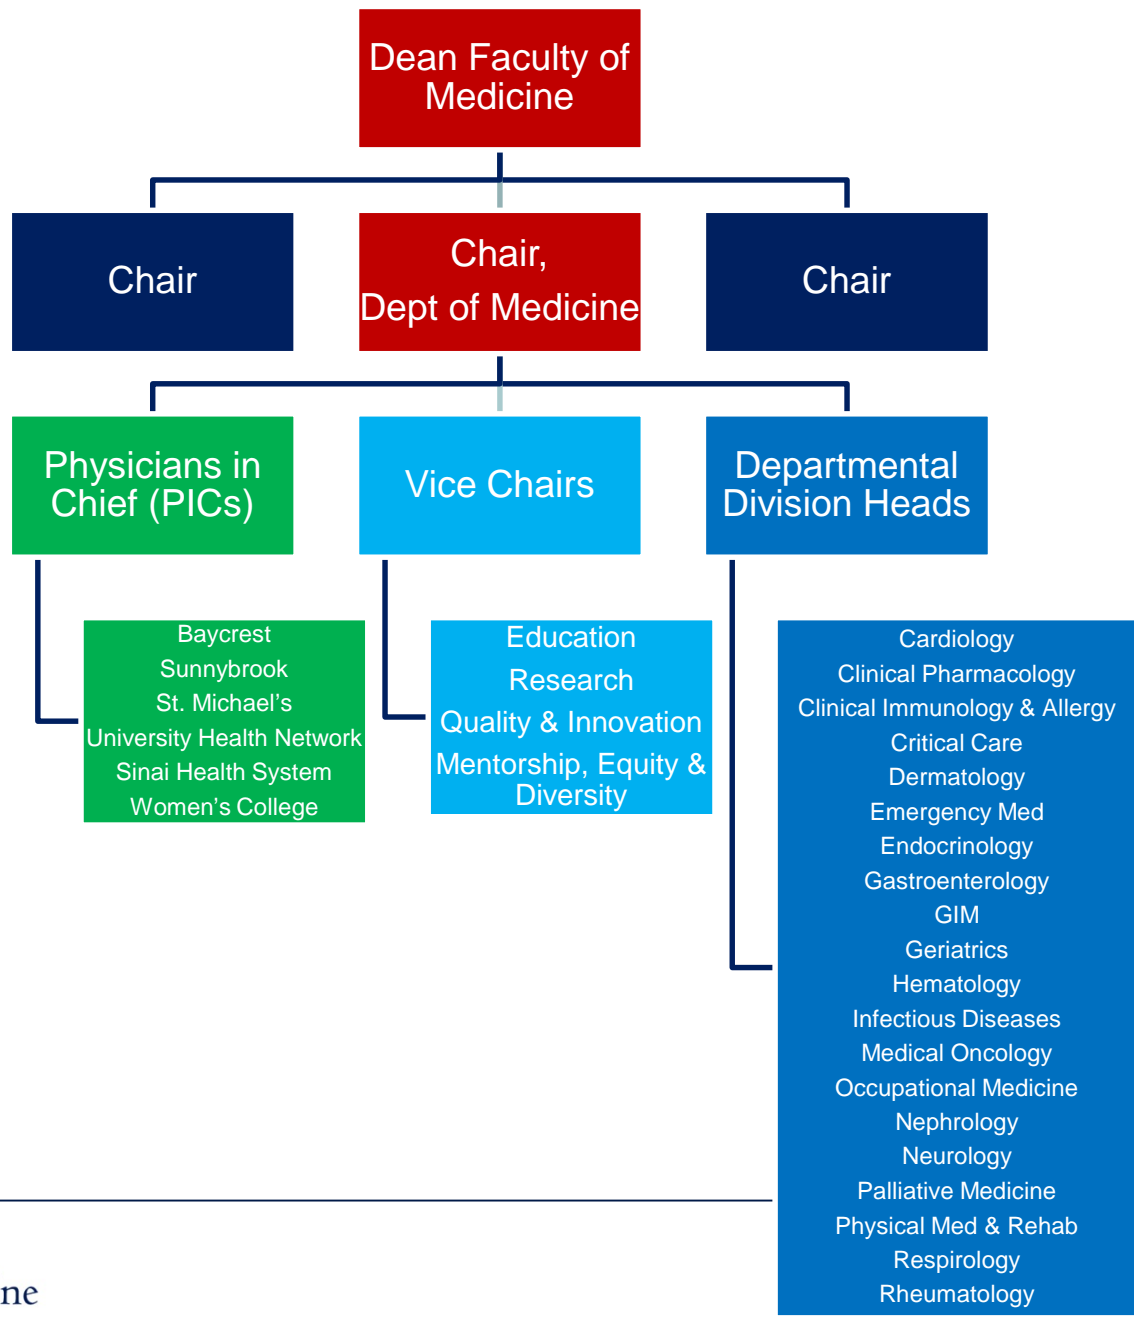 Dean Faculty of
Medicine
Chair
Chair,
Dept of Medicine
Chair
Physicians in
Chief (PICs)
Vice Chairs
Departmental
Division Heads
Baycrest
Sunnybrook
St. Michael’s
University Health Network
Sinai Health System
Women’s College
Education
Research
Quality & Innovation
Mentorship, Equity &
Diversity
Cardiology
Clinical Pharmacology
Clinical Immunology & Allergy
Critical Care
Dermatology
Emergency Med
Endocrinology
Gastroenterology
GIM
Geriatrics
Hematology
Infectious Diseases
Medical Oncology
Occupational Medicine
Nephrology
Neurology
Palliative Medicine
Physical Med & Rehab
Respirology
Rheumatology
ne